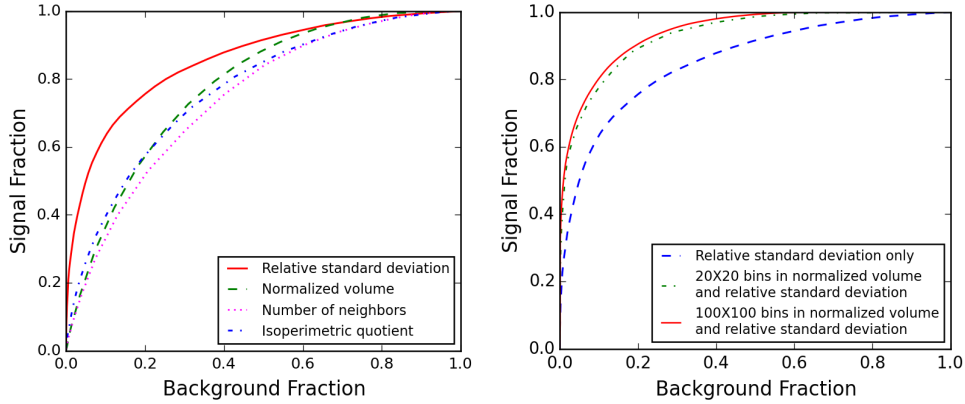 1.0
0.8
0.6
0.4
0.2
0.0
Signal Fraction
Relative standard deviation
Normalized volume
Number of neighbors
Isoperimetric quotient
0.0 0.2 0.4 0.6 0.8 1.0
Background Fraction
1.0
0.8
0.6
0.4
0.2
0.0
Signal Fraction
Relative standard deviation only
20X20 bins in normalized volume
and relative standard deviation
100X100 bins in normalized volume
and relative standard deviation
0.0 0.2 0.4 0.6 0.8 1.0
Background Fraction